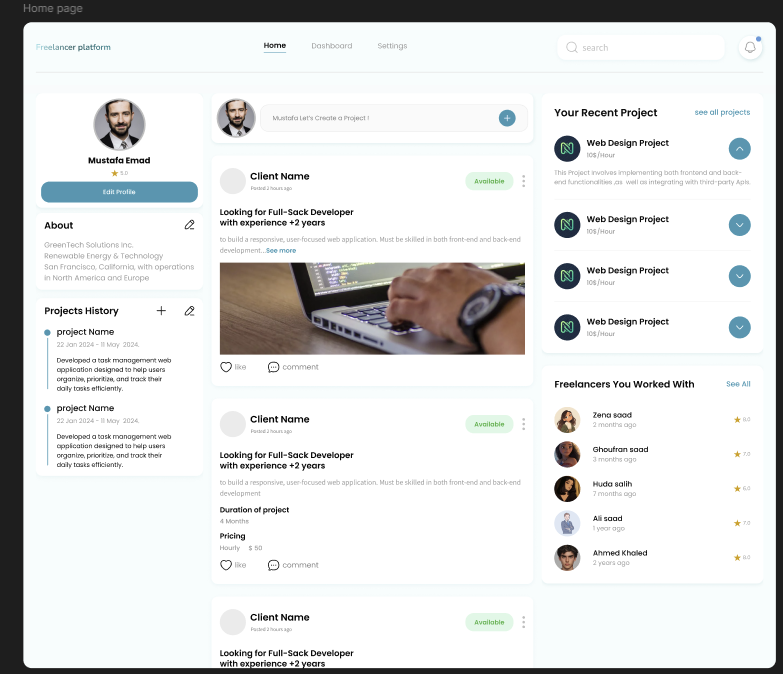 Home page
Freelancer platform
Home
Dashboard
Settings
search
Mustafa Emad
5.0
Edit Profile
About
GreenTech Solutions Inc.
Renewable Energy & Technology
San Francisco, California, with operations
in North America and Europe
Projects History
project Name
22 Jan 2024 - 11 May 2024.
Developed a task management web
application designed to help users
organize, prioritize, and track their
daily tasks efficiently.
project Name
22 Jan 2024 - 11 May 2024.
Developed a task management web
application designed to help users
organize, prioritize, and track their
daily tasks efficiently.
Mustafa Let's Create a Project !
Client Name
Posted 2 hours ago
Available
Looking for Full-Sack Developer
with experience +2 years
to build a responsive, user-focused web application. Must be skilled in both front-end and back-end
development...See more
like
comment
Client Name
Posted 2 hours ago
Available
Looking for Full-Sack Developer
with experience +2 years
to build a responsive, user-focused web application. Must be skilled in both front-end and back-end
development
Duration of project
4 Months
Pricing
Hourly $ 50
like
comment
Client Name
Posted 2 hours ago
Available
Looking for Full-Sack Developer
with experience +2 years
Your Recent Project
see all projects
Web Design Project
10$/Hour
This Project involves implementing both frontend and back-
end functionalities ,as well as integrating with third-party Apis.
Web Design Project
10$/Hour
Web Design Project
10$/Hour
Web Design Project
10$/Hour
Freelancers You Worked With
See All
Zena saad
2 months ago
8.0
Ghoufran saad
3 months ago
7.0
Huda salih
7 months ago
6.0
Ali saad
1 year ago
7.0
Ahmed Khaled
2 years ago
8.0